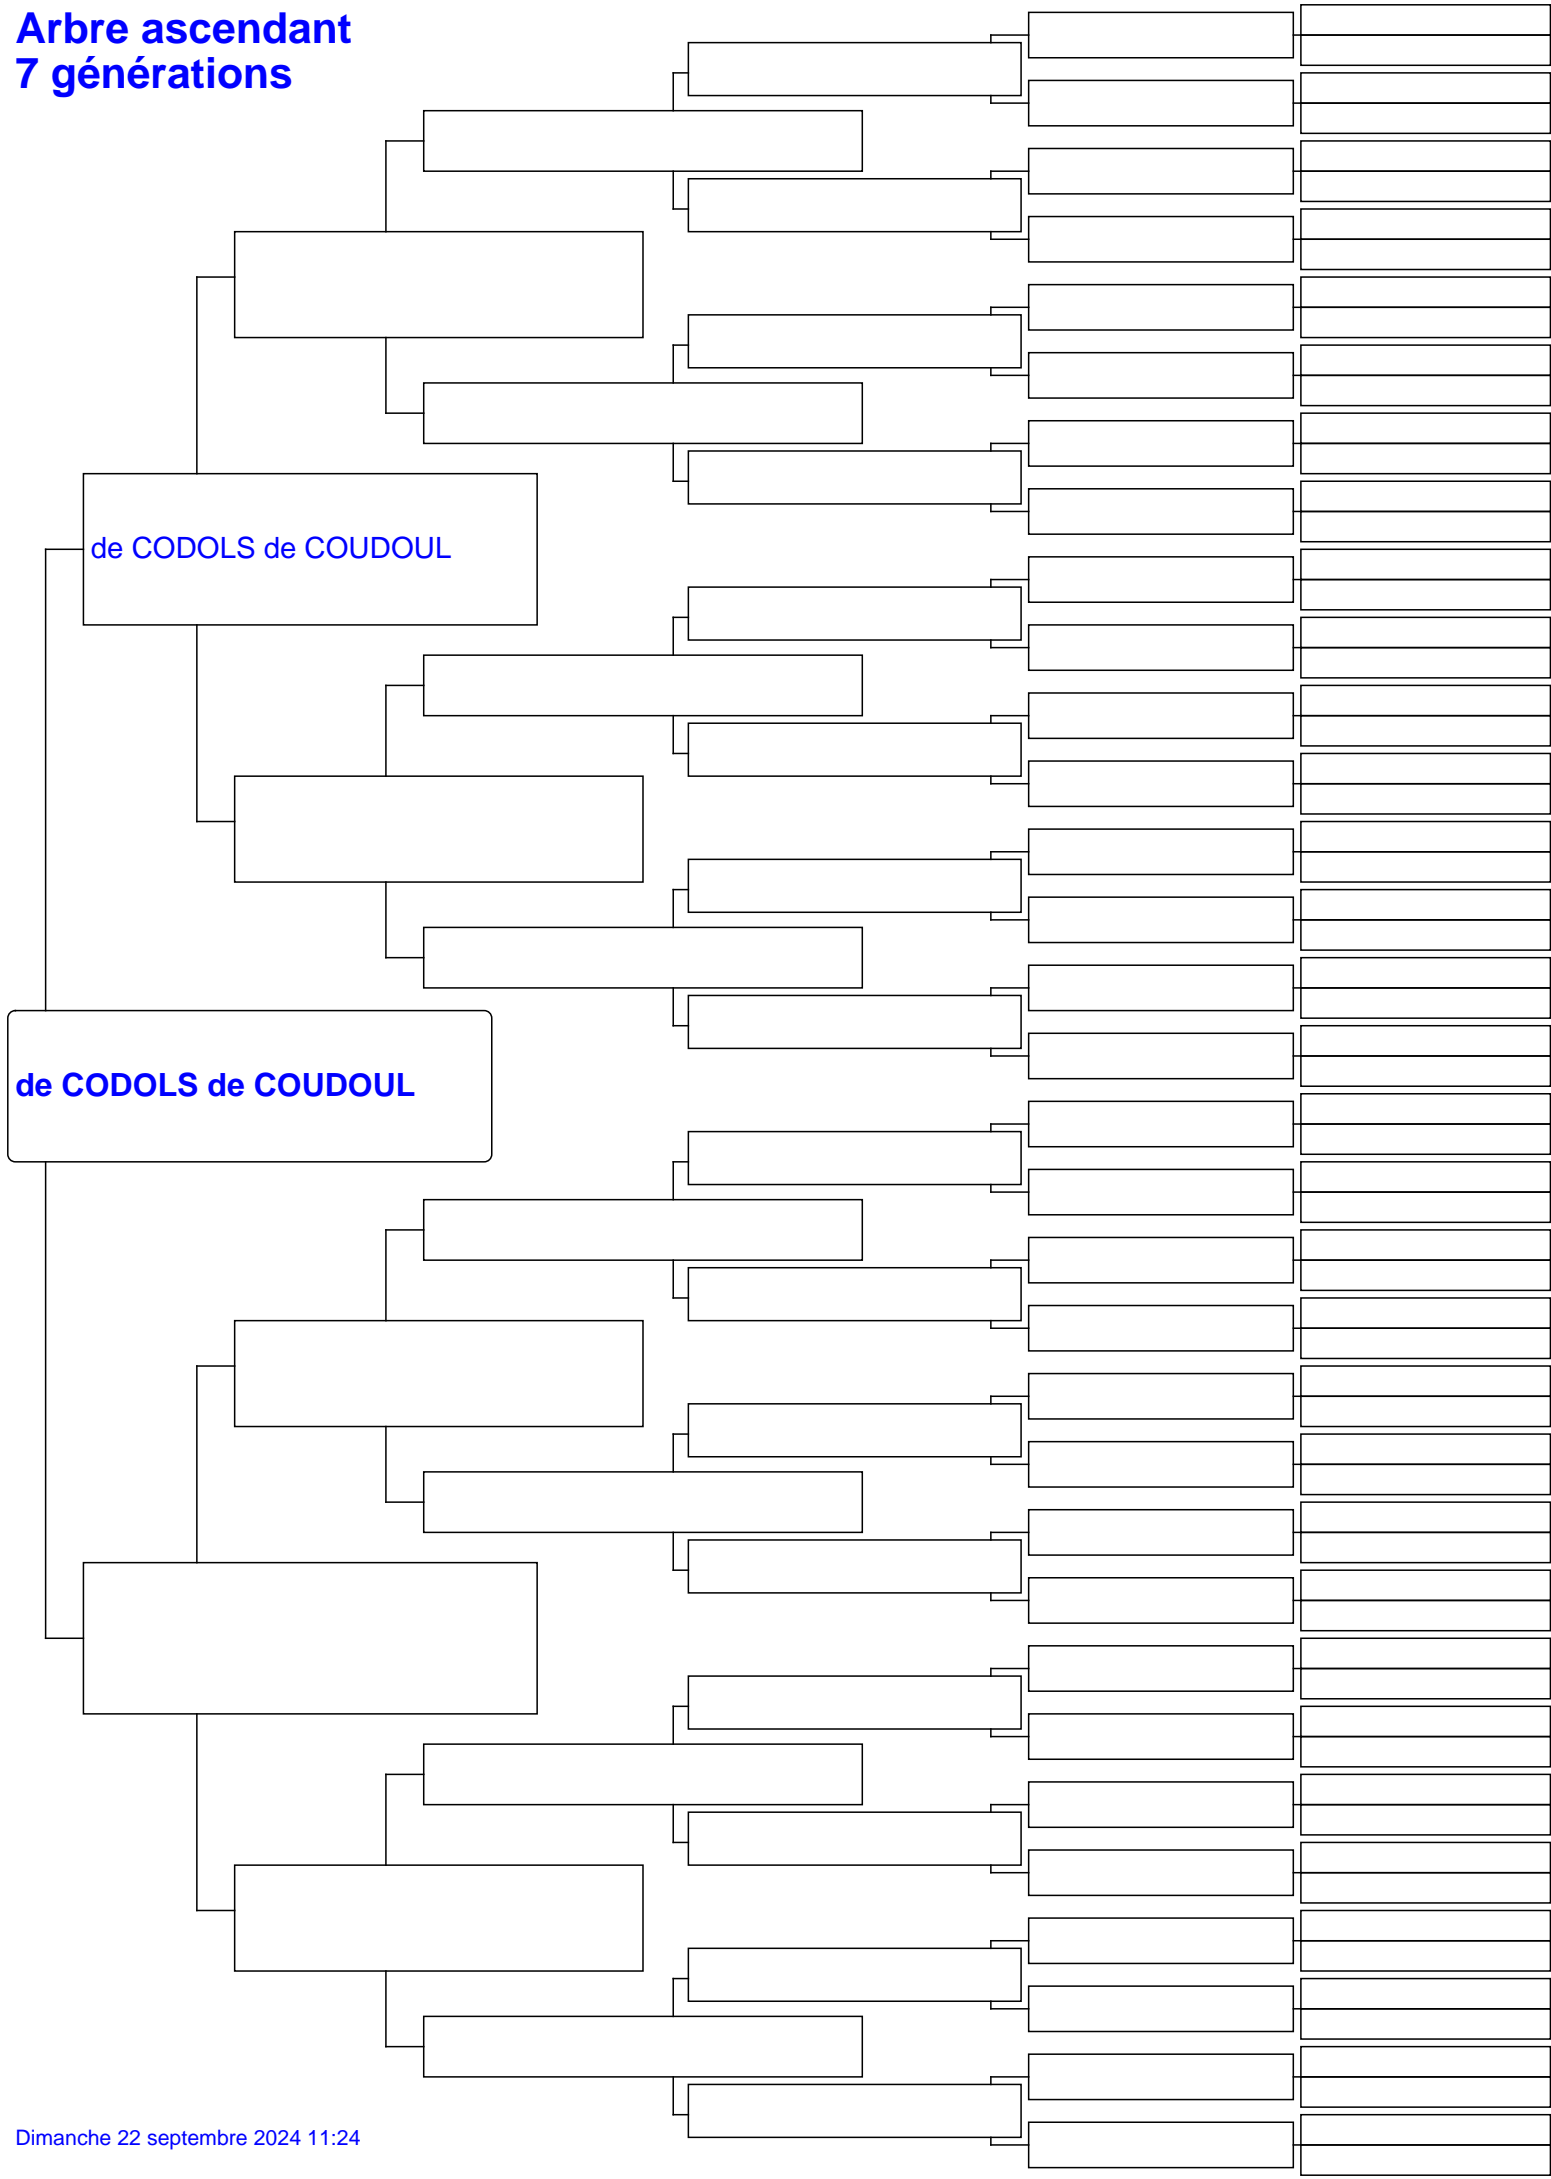 Arbre ascendant
7 générations
de CODOLS de COUDOUL
de CODOLS de COUDOUL
Dimanche 22 septembre 2024 11:24